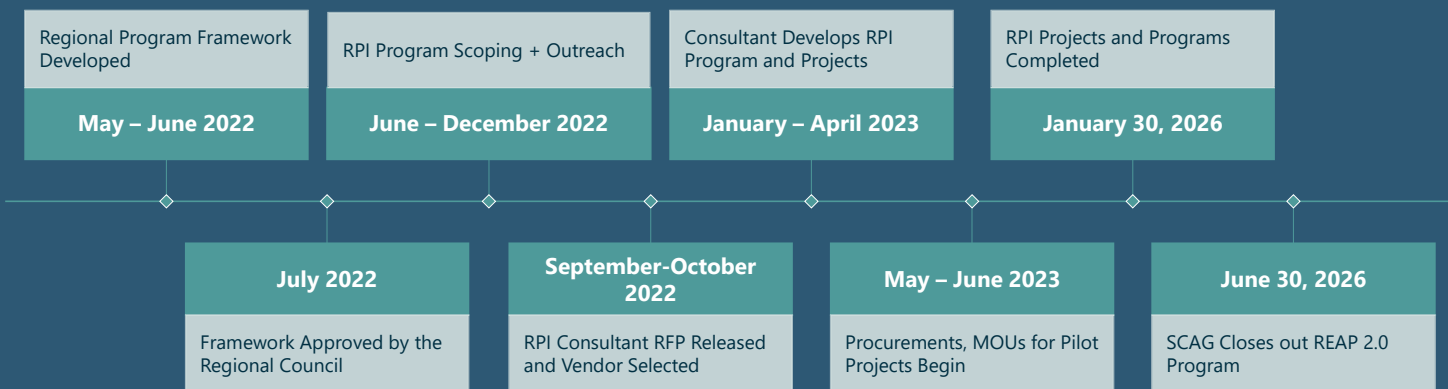 Regional Program Framework
Developed
May – June 2022
RPI Program Scoping + Outreach
June – December 2022
Consultant Develops RPI
Program and Projects
January – April 2023
RPI Projects and Programs
Completed
January 30, 2026
July 2022
Framework Approved by the
Regional Council
September-October
2022
RPI Consultant RFP Released
and Vendor Selected
May – June 2023
Procurements, MOUs for Pilot
Projects Begin
June 30, 2026
SCAG Closes out REAP 2.0
Program